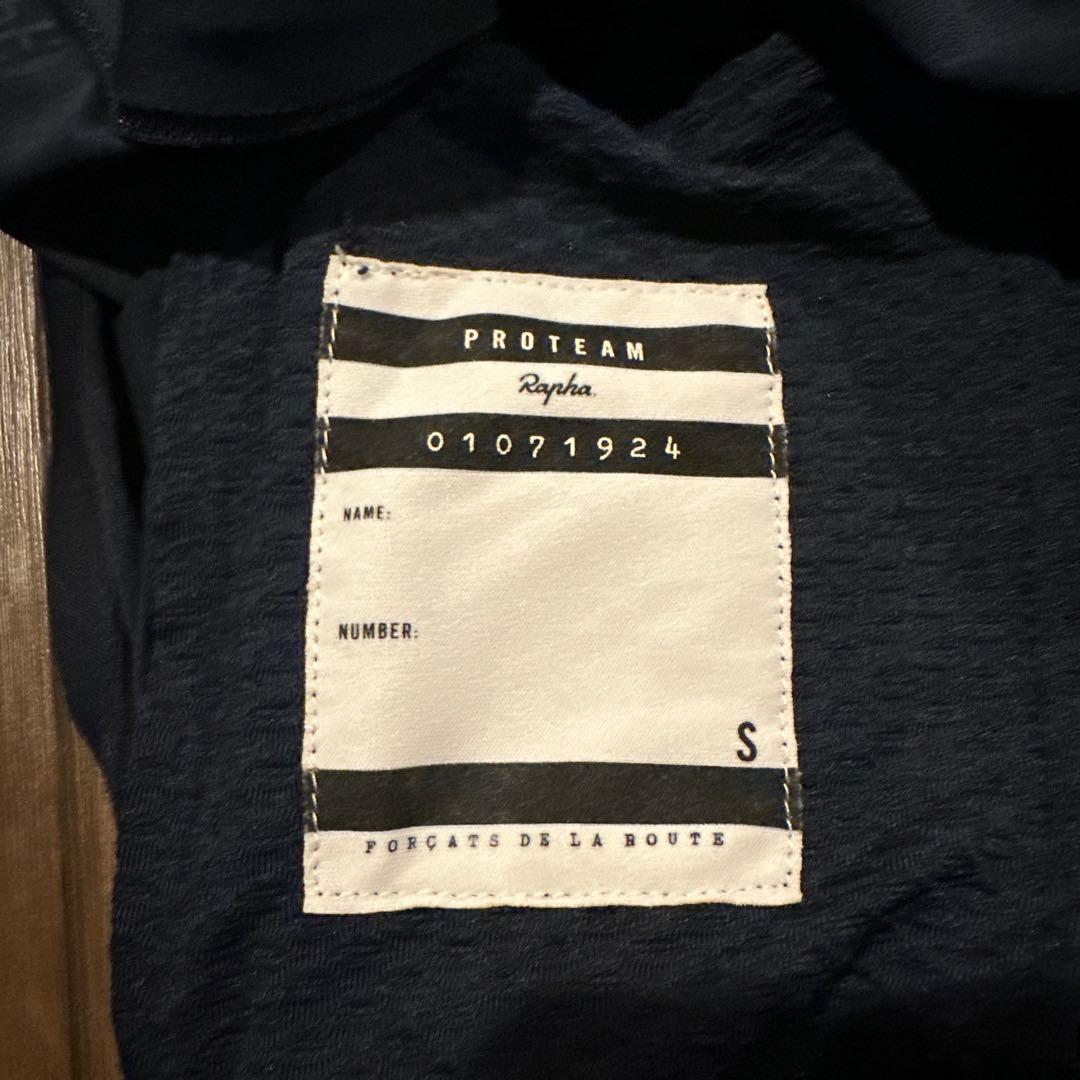 PROTEAM
Rapha.
01071924
NAME:
NUMBER:
S
FORÇATS DE LA ROUTE